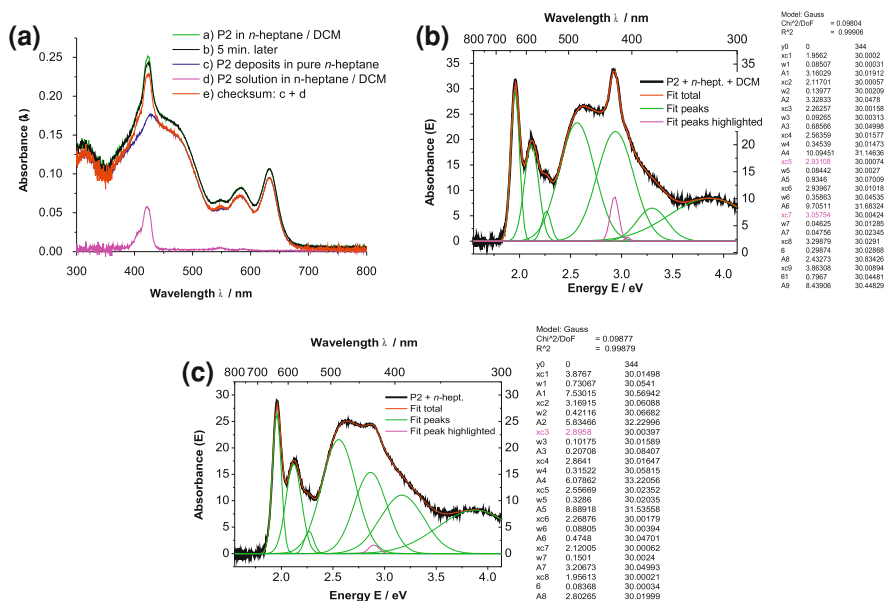 (a)
a) P2 in n-heptane / DCM
b) 5 min. later
c) P2 deposits in pure n-heptane
d) P2 solution in n-heptane / DCM
e) checksum: c + d
Absorbance (λ)
0.25
0.20
0.15
0.10
0.05
0.00
300 400 500 600 700 800
Wavelength λ / nm
(b)
Wavelength λ / nm
800 700 600 500 400 300
P2 + n-hept. + DCM
Fit total
Fit peaks
Fit peaks highlighted
Absorbance (E)
35
30
25
20
15
10
5
0
35
20
15
10
5
0
1.5 2.0 2.5 3.0 3.5 4.0
Energy E / eV
Model: Gauss
Chi^2/DoF = 0.09804
R^2 = 0.99906
y0 0 344
xc1 1.9562 30.0002
w1 0.08507 30.00031
A1 3.16029 30.01912
xc2 2.11701 30.00057
w2 0.13977 30.00209
A2 3.32833 30.0478
xc3 2.26257 30.00158
w3 0.09265 30.00313
A3 0.68566 30.04998
xc4 2.56359 30.01577
w4 0.34539 30.01473
A4 10.09451 31.14636
xc5 2.93108 30.00074
w5 0.08442 30.0027
A5 0.9346 30.07009
xc6 2.93967 30.01018
w6 0.35863 30.04535
A6 9.70511 31.68324
xc7 3.05754 30.00424
w7 0.04625 30.01285
A7 0.04756 30.02345
xc8 3.29879 30.0291
6 0.29874 30.02868
A8 2.43273 30.83426
xc9 3.86308 30.00894
61 0.7967 30.04481
A9 8.43906 30.44829
(c)
Wavelength λ / nm
800 700 600 500 400 300
P2 + n-hept.
Fit total
Fit peaks
Fit peak highlighted
Absorbance (E)
30
25
20
15
10
5
0
30
25
20
15
10
5
0
2.0 2.5 3.0 3.5 4.0
Energy E / eV
Model: Gauss
Chi^2/DoF = 0.09877
R^2 = 0.99879
y0 0 344
xc1 3.8767 30.01498
w1 0.73067 30.0541
A1 7.53015 30.56942
xc2 3.16915 30.06088
w2 0.42116 30.06682
A2 5.83466 32.22996
xc3 2.8958 30.00397
w3 0.10175 30.01589
A3 0.20708 30.08407
xc4 2.8641 30.01647
w4 0.31522 30.05815
A4 6.07862 33.22056
xc5 2.55669 30.02352
w5 0.3286 30.02035
A5 8.88918 31.53558
xc6 2.26876 30.00179
w6 0.08805 30.00394
A6 0.4748 30.04701
xc7 2.12005 30.00062
w7 0.1501 30.0024
A7 3.20673 30.04993
xc8 1.95613 30.00021
6 0.08368 30.00034
A8 2.80265 30.01999